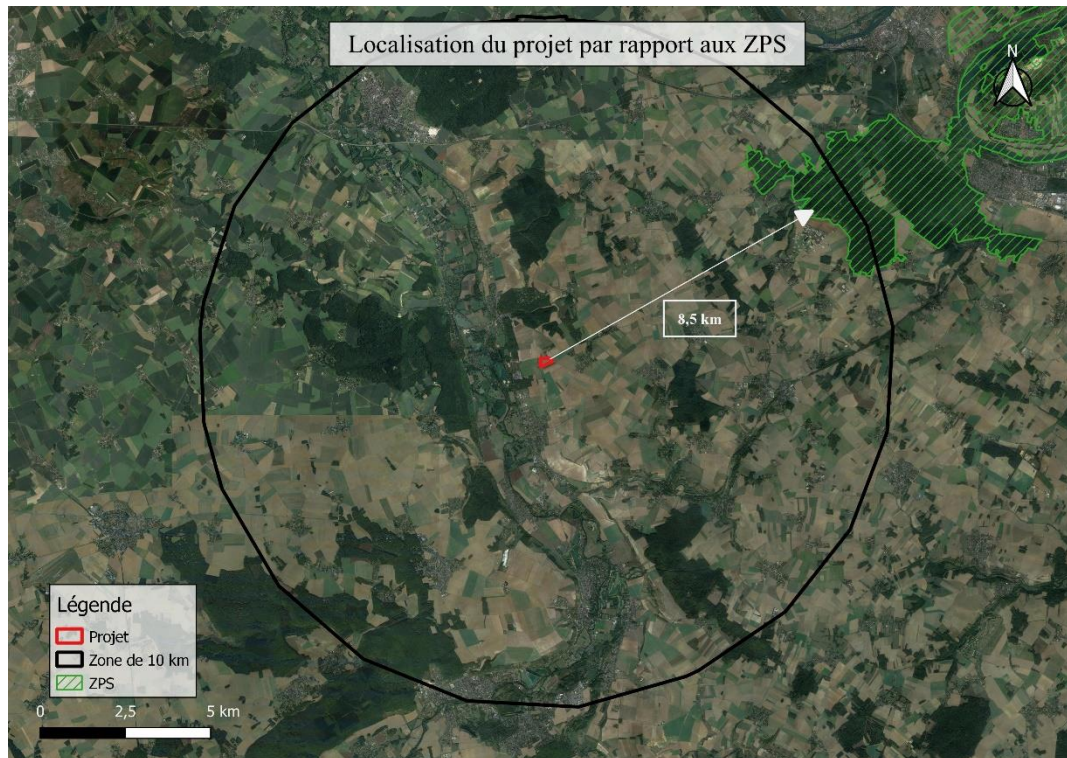 Localisation du projet par rapport aux ZPS
N
8,5 km
Légende
Projet
Zone de 10 km
ZPS
0 2,5 5 km